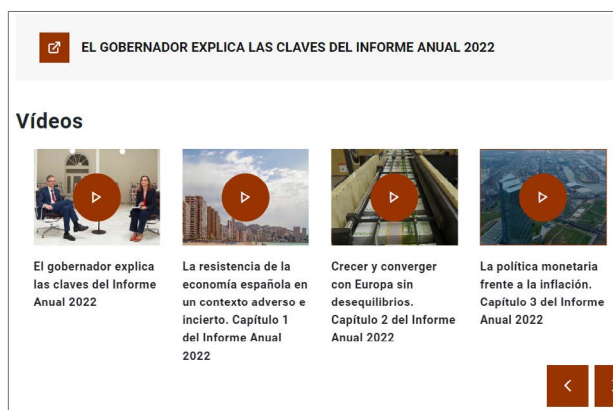 EL GOBERNADOR EXPLICA LAS CLAVES DEL INFORME ANUAL 2022
Vídeos
El gobernador explica
las claves del Informe
Anual 2022
La resistencia de la
economía española en
un contexto adverso e
incierto. Capítulo 1
del Informe Anual
2022
Crecer y converger
con Europa sin
desequilibrios.
Capítulo 2 del Informe
Anual 2022
La política monetaria
frente a la inflación.
Capítulo 3 del Informe
Anual 2022